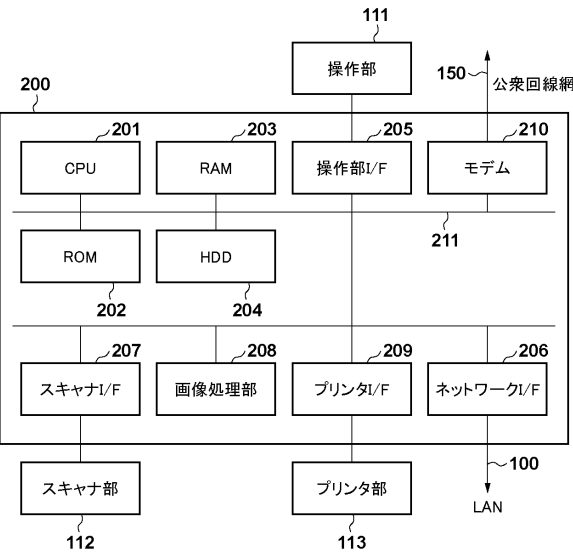 111
操作部
150
公衆回線網
200
201
203
205
210
CPU
RAM
操作部I/F
モデム
211
ROM
HDD
202
204
207
208
209
206
スキャナI/F
画像処理部
プリンタI/F
ネットワークI/F
100
スキャナ部
プリンタ部
LAN
112
113